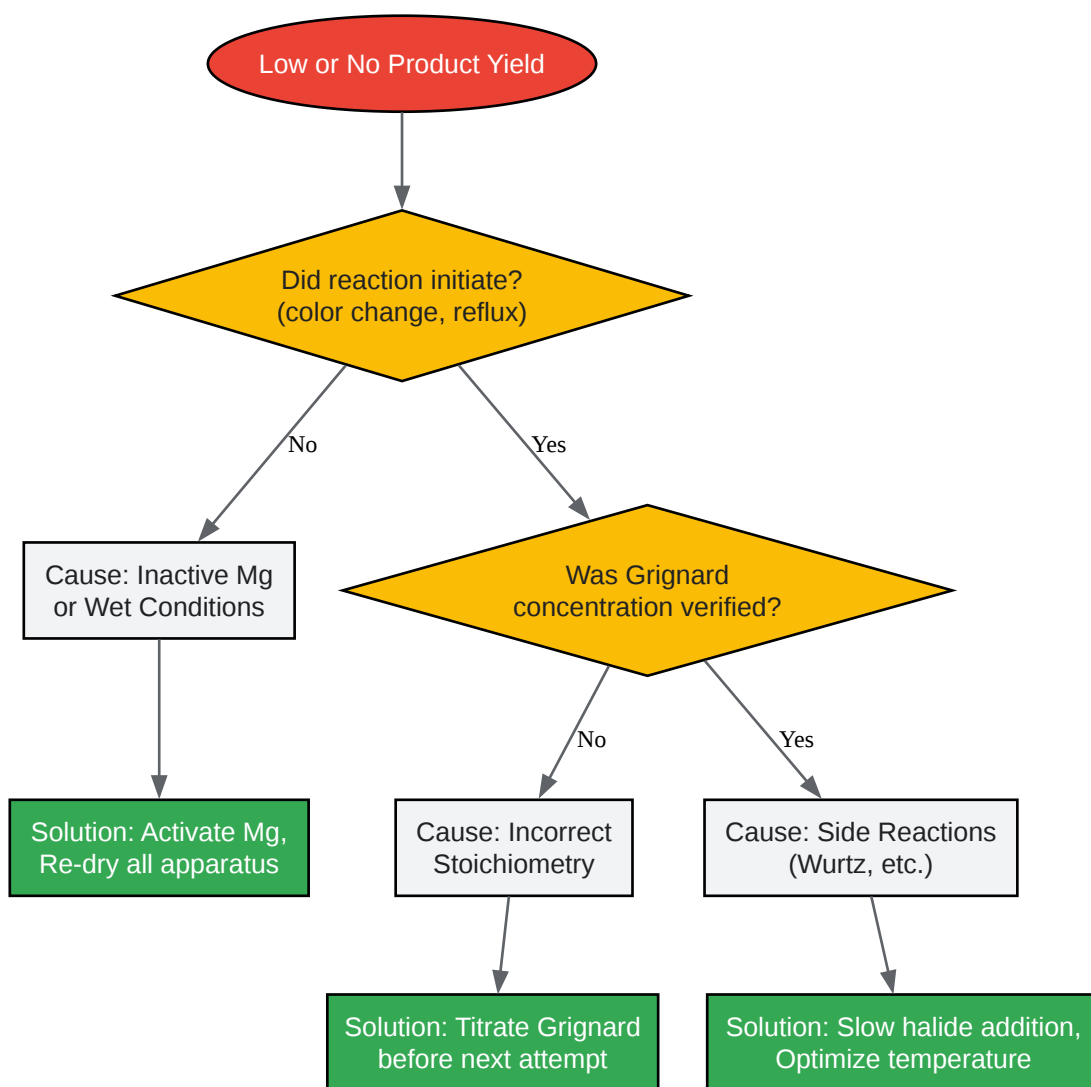 Low or No Product Yield
Did reaction initiate?
(color change, reflux)
No
Yes
Cause: Inactive Mg
or Wet Conditions
Was Grignard
concentration verified?
No
Yes
Solution: Activate Mg,
Re-dry all apparatus
Cause: Incorrect
Stoichiometry
Cause: Side Reactions
(Wurtz, etc.)
Solution: Titrate Grignard
before next attempt
Solution: Slow halide addition,
Optimize temperature